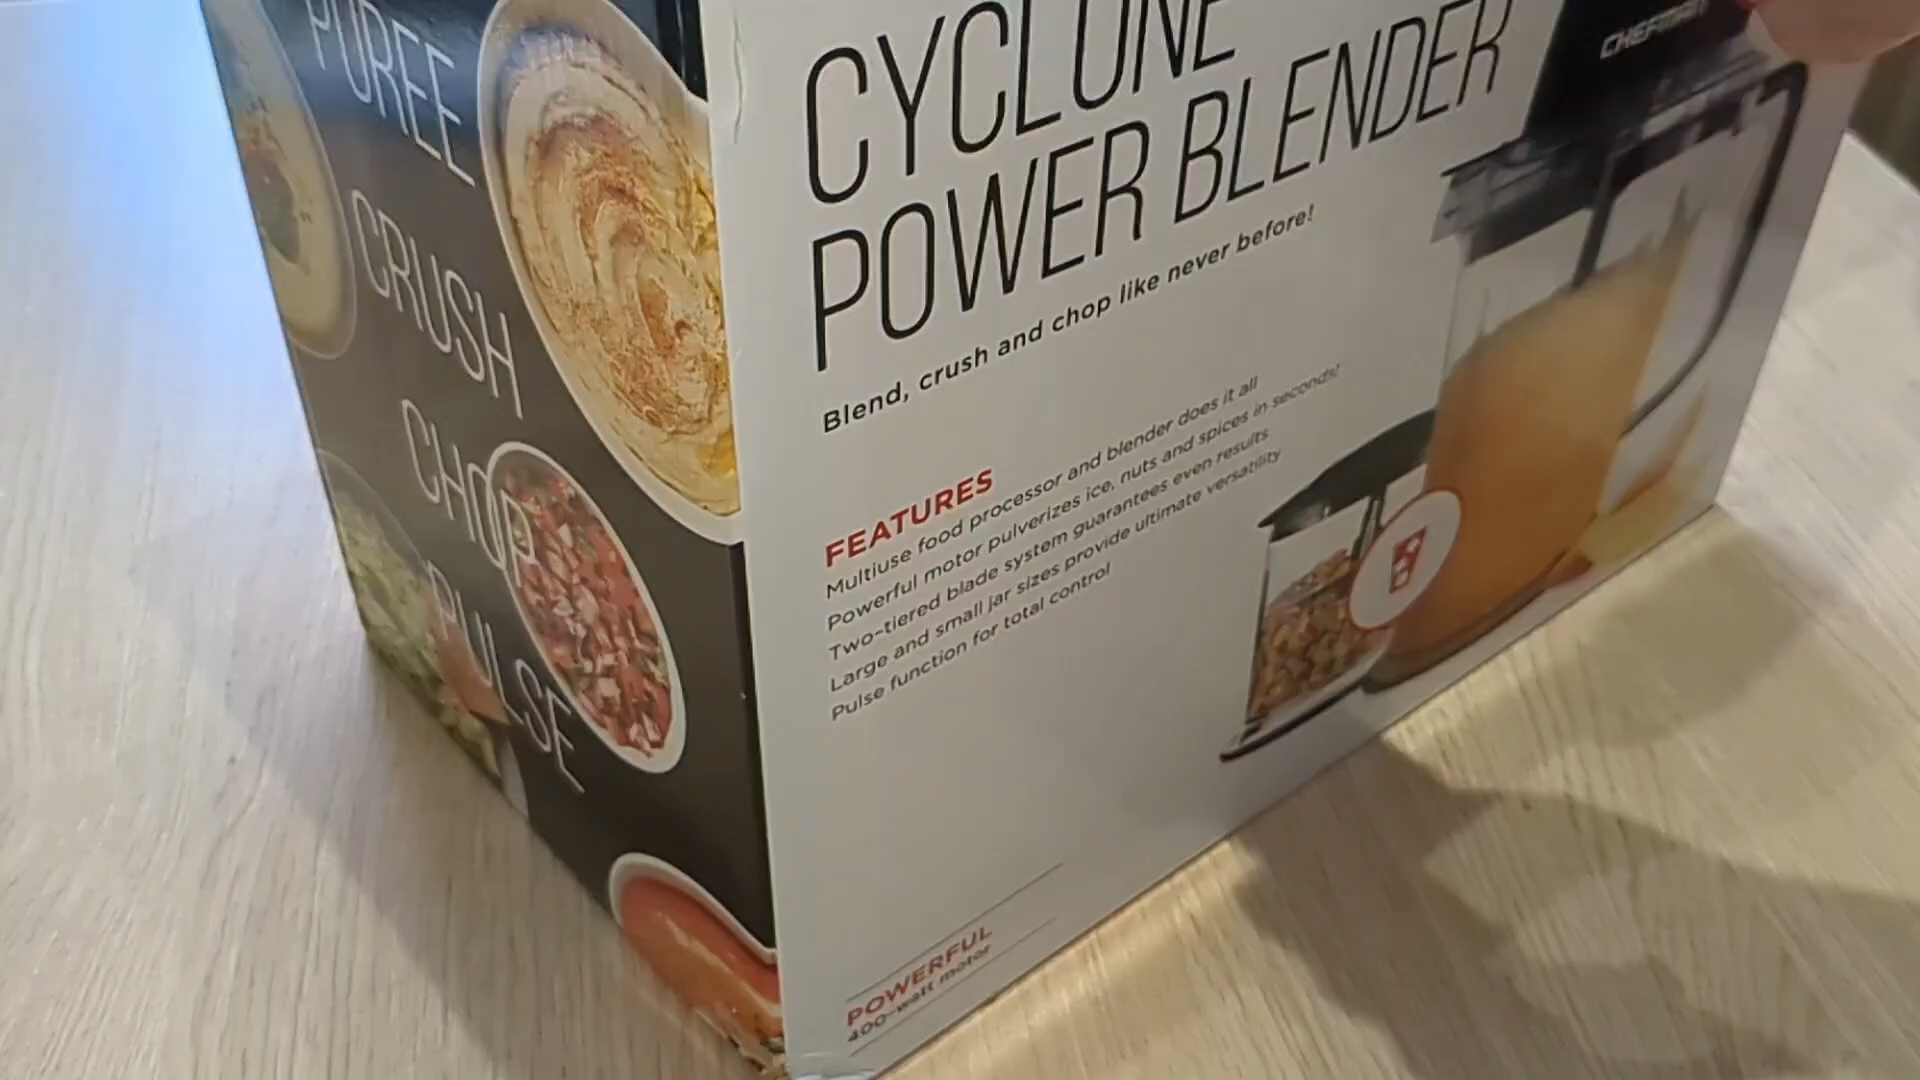 PUREE
CRUSH
CHOP
PULSE
CYCLONE
POWER BLENDER
Blend, crush and chop like never before!
FEATURES
Multiuse food processor and blender does it all
Powerful motor pulverizes ice, nuts and spices in seconds!
Two-tiered blade system guarantees even results
Large and small jar sizes provide ultimate versatility
Pulse function for total control
POWERFUL
400-watt motor
CHEFMAN